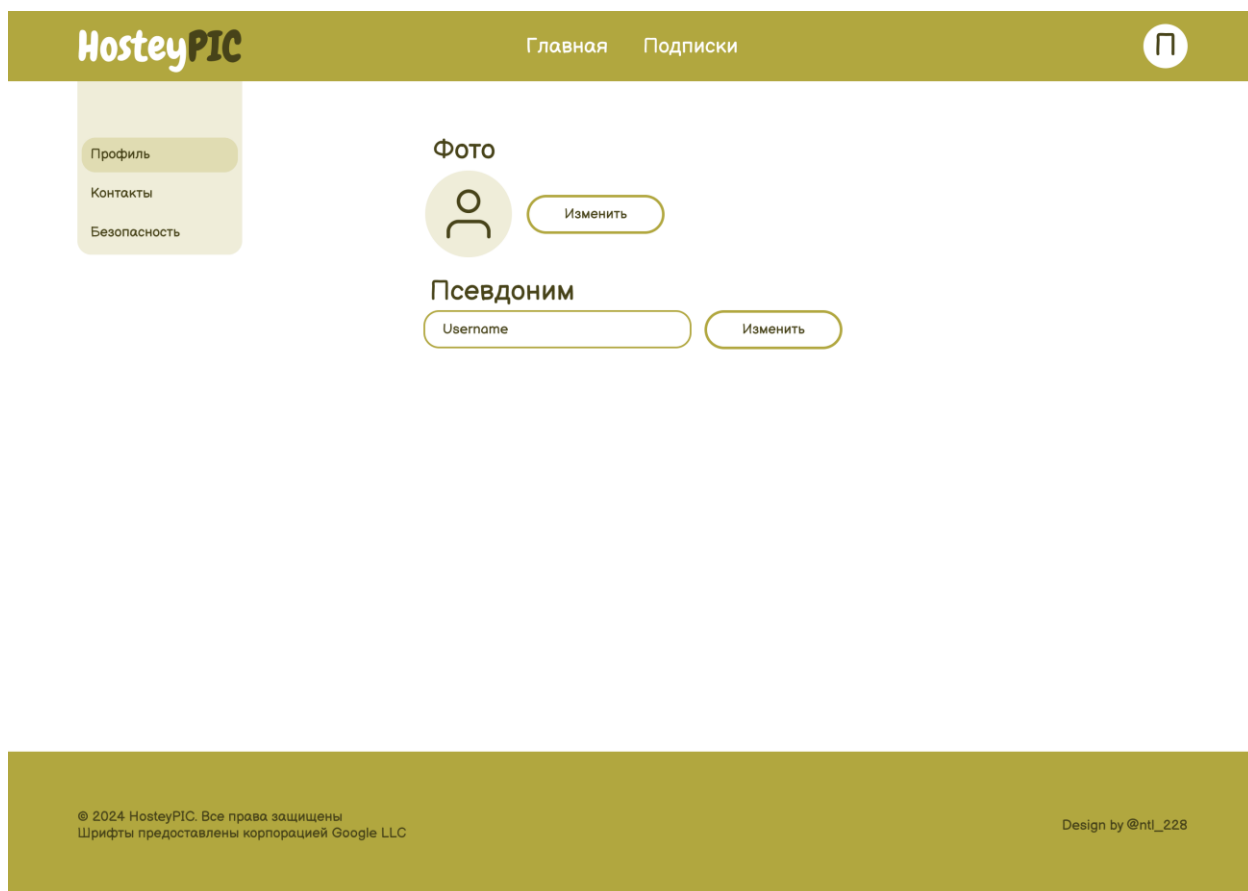 HosteyPIC
Главная Подписки
П
Профиль
Контакты
Безопасность
Фото
Изменить
Псевдоним
Username
Изменить
© 2024 HosteyPIC. Все права защищены
Шрифты предоставлены корпорацией Google LLC
Design by @ntl_228